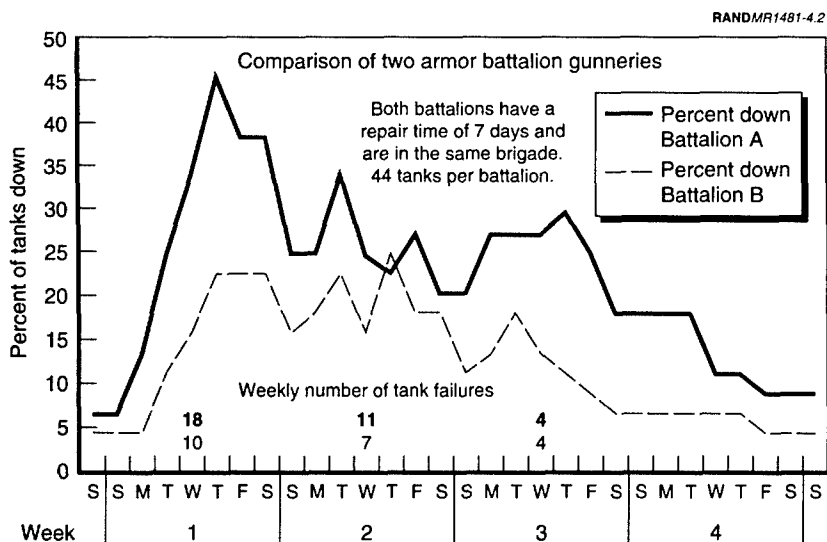 RANDMR1481-4.2
Comparison of two armor battalion gunneries
Both battalions have a
repair time of 7 days and
are in the same brigade.
44 tanks per battalion.
Percent down
Battalion A
Percent down
Battalion B
Percent of tanks down
50
45
40
35
30
25
20
15
10
5
0
Weekly number of tank failures
18 11 4
10 7 4
S S M T W T F S S M T W T F S S M T W T F S S M T W T F S S
Week 1 2 3 4